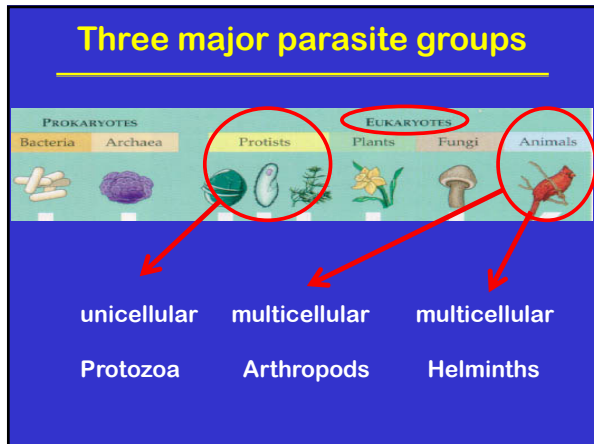 Three major parasite groups
PROKARYOTES EUKARYOTES
Bacteria Archaea Protists Plants Fungi Animals
unicellular multicellular multicellular
Protozoa Arthropods Helminths